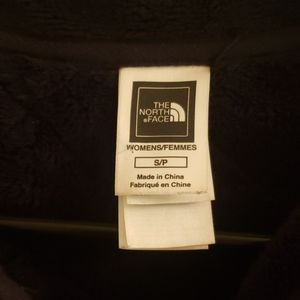 THE
NORTH
FACE
WOMENS/FEMMES
S/P
Made in China
Fabriqué en Chine